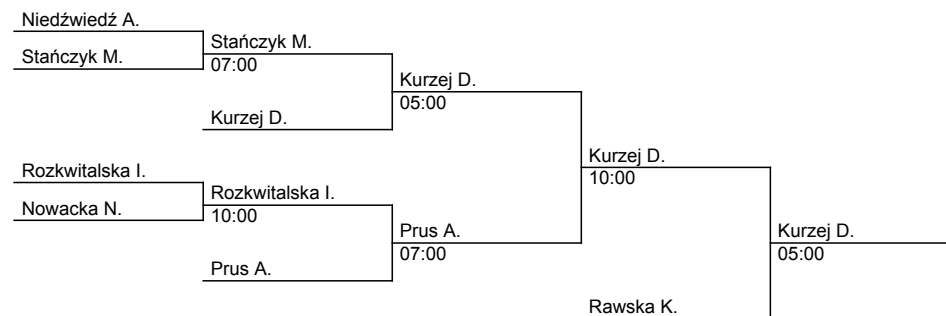 Niedźwiedź A.
Stańczyk M.
Stańczyk M.
07:00
Kurzej D.
Kurzej D.
05:00
Rozkwitalska I.
Nowacka N.
Rozkwitalska I.
10:00
Prus A.
Prus A.
07:00
Kurzej D.
10:00
Rawska K.
Kurzej D.
05:00